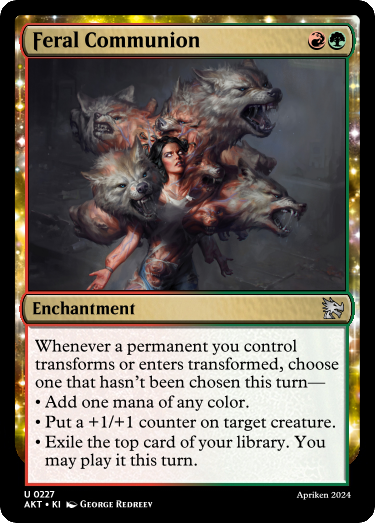 Feral Communion
Enchantment
Whenever a permanent you control
transforms or enters transformed, choose
one that hasn't been chosen this turn—
• Add one mana of any color.
• Put a +1/+1 counter on target creature.
• Exile the top card of your library. You
may play it this turn.
U 0227
Apriken 2024
AKT • KI George Redreev